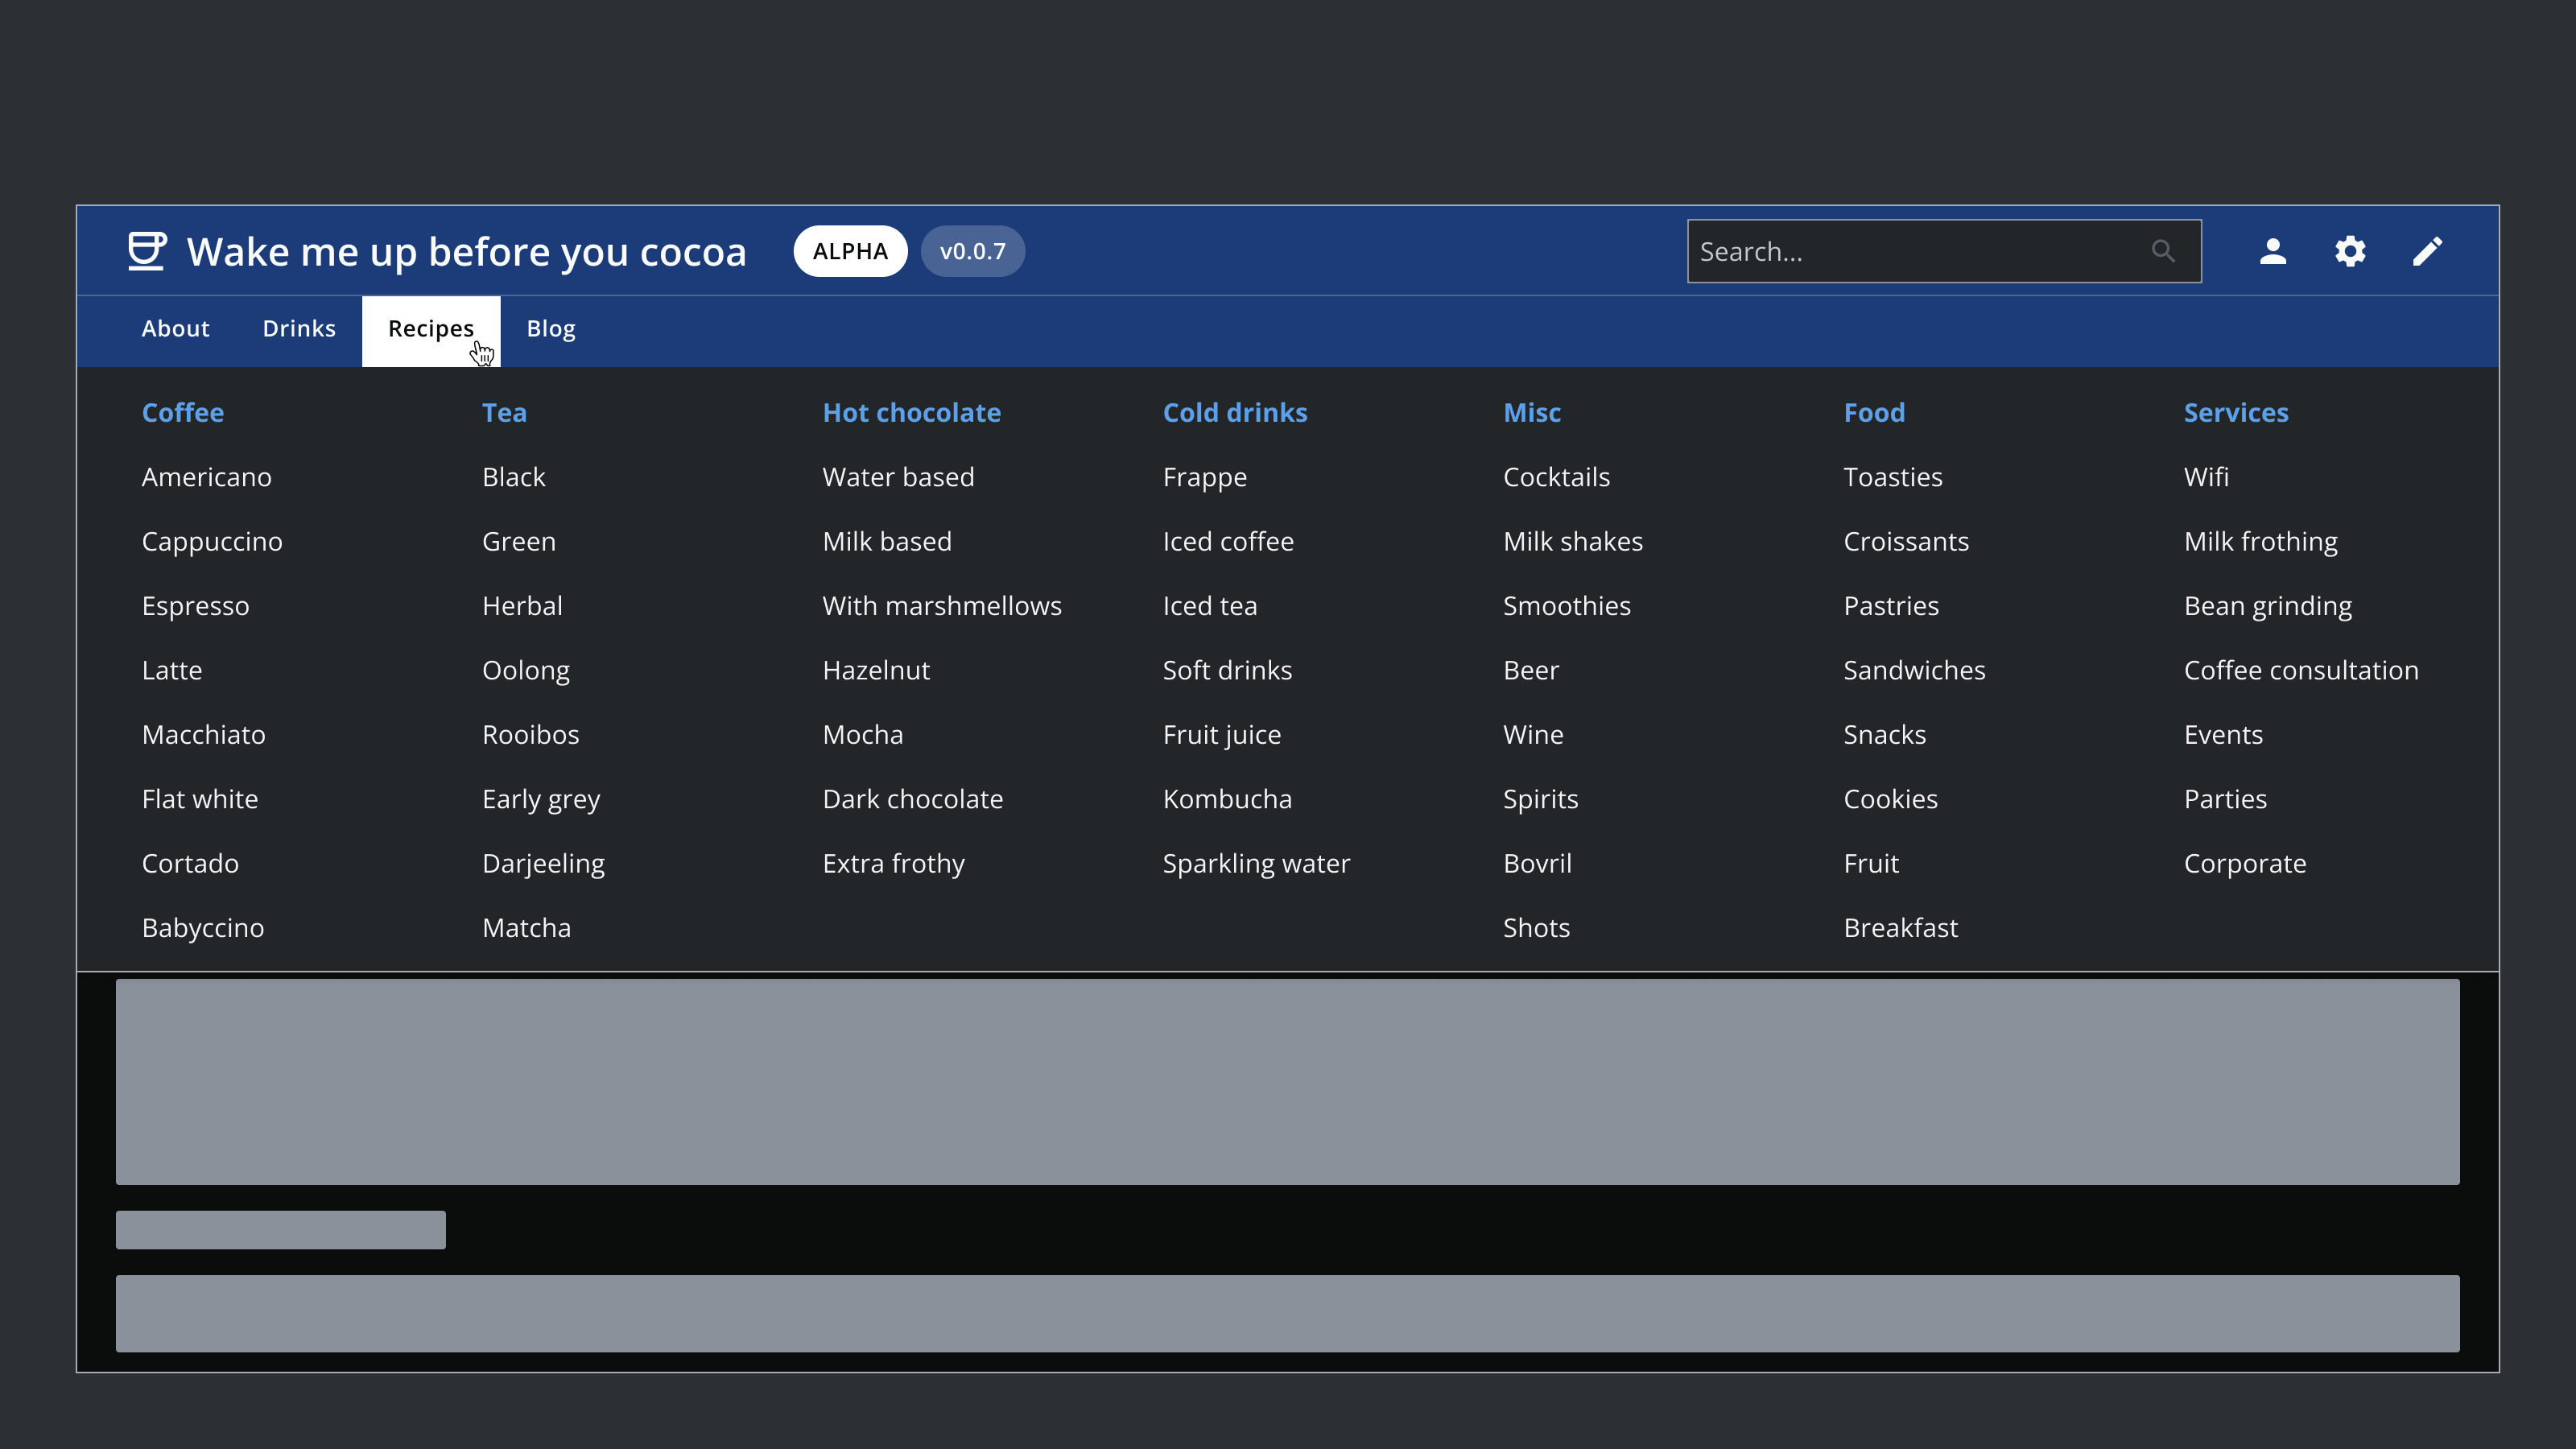 Wake me up before you cocoa
ALPHA
v0.0.7
Search...
About
Drinks
Recipes
Blog
Coffee
Americano
Cappuccino
Espresso
Latte
Macchiato
Flat white
Cortado
Babyccino
Tea
Black
Green
Herbal
Oolong
Rooibos
Early grey
Darjeeling
Matcha
Hot chocolate
Water based
Milk based
With marshmellows
Hazelnut
Mocha
Dark chocolate
Extra frothy
Cold drinks
Frappe
Iced coffee
Iced tea
Soft drinks
Fruit juice
Kombucha
Sparkling water
Misc
Cocktails
Milk shakes
Smoothies
Beer
Wine
Spirits
Bovril
Shots
Food
Toasties
Croissants
Pastries
Sandwiches
Snacks
Cookies
Fruit
Breakfast
Services
Wifi
Milk frothing
Bean grinding
Coffee consultation
Events
Parties
Corporate